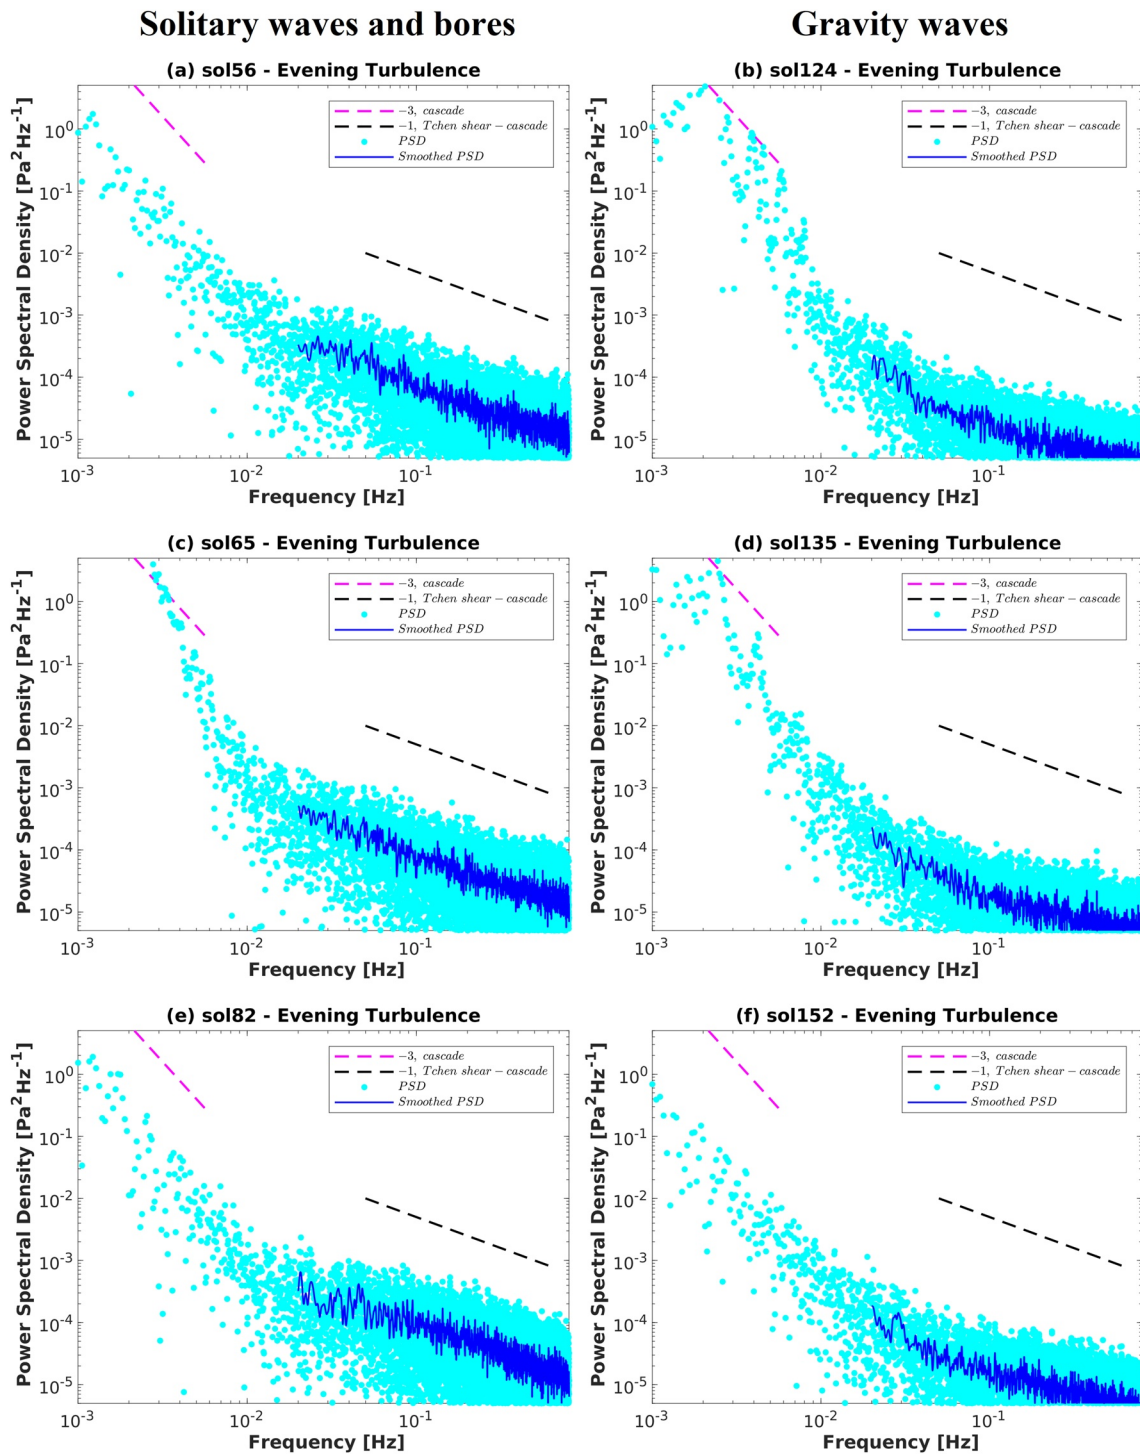 Solitary waves and bores
Gravity waves
(a) sol56 - Evening Turbulence
−3, cascade
−1, Tchen shear−cascade
PSD
Smoothed PSD
Power Spectral Density [Pa²Hz⁻¹]
10⁰
10⁻¹
10⁻²
10⁻³
10⁻⁴
10⁻⁵
10⁻³
10⁻²
10⁻¹
Frequency [Hz]
(b) sol124 - Evening Turbulence
−3, cascade
−1, Tchen shear−cascade
PSD
Smoothed PSD
Power Spectral Density [Pa²Hz⁻¹]
10⁰
10⁻¹
10⁻²
10⁻³
10⁻⁴
10⁻⁵
10⁻³
10⁻²
10⁻¹
Frequency [Hz]
(c) sol65 - Evening Turbulence
−3, cascade
−1, Tchen shear−cascade
PSD
Smoothed PSD
Power Spectral Density [Pa²Hz⁻¹]
10⁰
10⁻¹
10⁻²
10⁻³
10⁻⁴
10⁻⁵
10⁻³
10⁻²
10⁻¹
Frequency [Hz]
(d) sol135 - Evening Turbulence
−3, cascade
−1, Tchen shear−cascade
PSD
Smoothed PSD
Power Spectral Density [Pa²Hz⁻¹]
10⁰
10⁻¹
10⁻²
10⁻³
10⁻⁴
10⁻⁵
10⁻³
10⁻²
10⁻¹
Frequency [Hz]
(e) sol82 - Evening Turbulence
−3, cascade
−1, Tchen shear−cascade
PSD
Smoothed PSD
Power Spectral Density [Pa²Hz⁻¹]
10⁰
10⁻¹
10⁻²
10⁻³
10⁻⁴
10⁻⁵
10⁻³
10⁻²
10⁻¹
Frequency [Hz]
(f) sol152 - Evening Turbulence
−3, cascade
−1, Tchen shear−cascade
PSD
Smoothed PSD
Power Spectral Density [Pa²Hz⁻¹]
10⁰
10⁻¹
10⁻²
10⁻³
10⁻⁴
10⁻⁵
10⁻³
10⁻²
10⁻¹
Frequency [Hz]